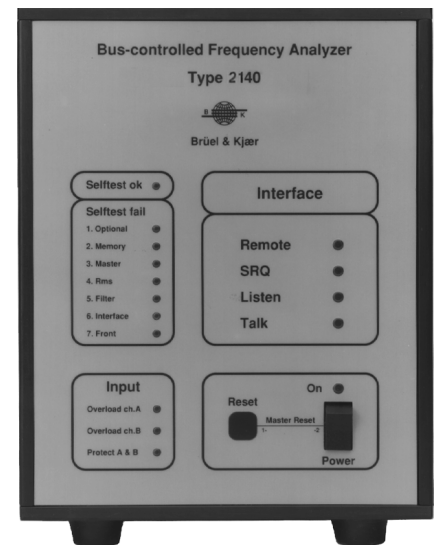 Bus-controlled Frequency Analyzer
Type 2140
B K
Brüel & Kjær
Selftest ok
Selftest fail
1. Optional
2. Memory
3. Master
4. Rms
5. Filter
6. Interface
7. Front
Interface
Remote
SRQ
Listen
Talk
Input
Overload ch.A
Overload ch.B
Protect A & B
On
Reset
Master Reset
1- -2
Power